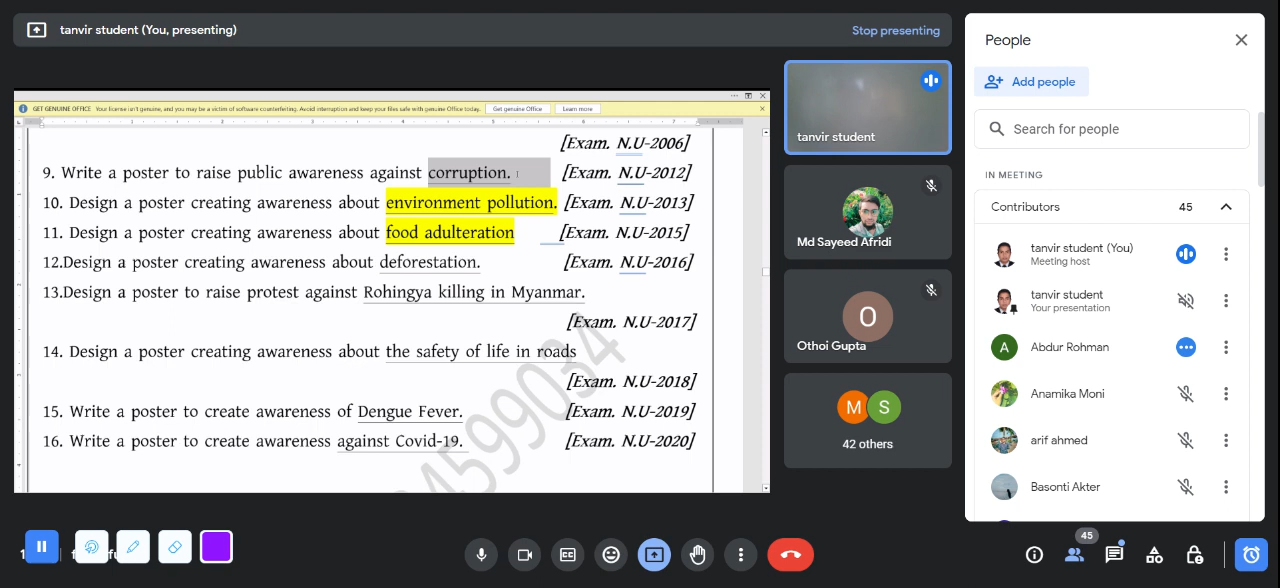 tanvir student (You, presenting)
Stop presenting
GET GENUINE OFFICE Your license isn't genuine, and you may be a victim of software counterfeiting. Avoid interruption and keep your files safe with genuine Office today. Get genuine Office Learn more
[Exam. N.U-2006]
9. Write a poster to raise public awareness against corruption. [Exam. N.U-2012]
10. Design a poster creating awareness about environment pollution. [Exam. N.U-2013]
11. Design a poster creating awareness about food adulteration [Exam. N.U-2015]
12.Design a poster creating awareness about deforestation. [Exam. N.U-2016]
13.Design a poster to raise protest against Rohingya killing in Myanmar.
[Exam. N.U-2017]
14. Design a poster creating awareness about the safety of life in roads
[Exam. N.U-2018]
15. Write a poster to create awareness of Dengue Fever. [Exam. N.U-2019]
16. Write a poster to create awareness against Covid-19. [Exam. N.U-2020]
4599034
tanvir student
Md Sayeed Afridi
O
Othoi Gupta
M S
42 others
People
Add people
Search for people
IN MEETING
Contributors 45
tanvir student (You)
Meeting host
tanvir student
Your presentation
A Abdur Rohman
Anamika Moni
arif ahmed
Basonti Akter
45